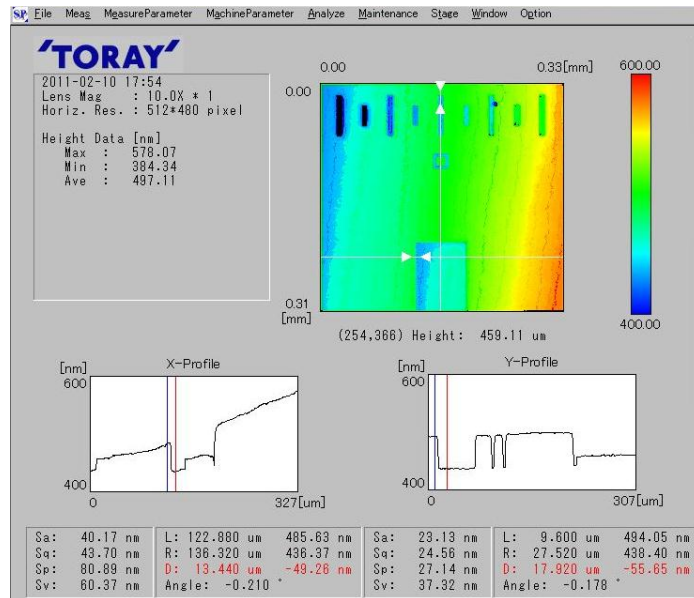 SP File Meas MeasureParameter MachineParameter Analyze Maintenance Stage Window Option
'TORAY'
2011-02-10 17:54
Lens Mag : 10.0X * 1
Horiz. Res. : 512*480 pixel
Height Data [nm]
Max : 578.07
Min : 384.34
Ave : 497.11
0.00 0.33[mm]
0.00
0.31
[mm]
600.00
400.00
(254,366) Height: 459.11 um
X-Profile
[nm]
600
400
0 327[um]
Y-Profile
[nm]
600
400
0 307[um]
Sa: 40.17 nm
Sq: 43.70 nm
Sp: 80.89 nm
Sv: 60.37 nm
L: 122.880 um 485.63 nm
R: 136.320 um 436.37 nm
D: 13.440 um -49.26 nm
Angle: -0.210 °
Sa: 23.13 nm
Sq: 24.56 nm
Sp: 27.14 nm
Sv: 37.32 nm
L: 9.600 um 494.05 nm
R: 27.520 um 438.40 nm
D: 17.920 um -55.65 nm
Angle: -0.178 °